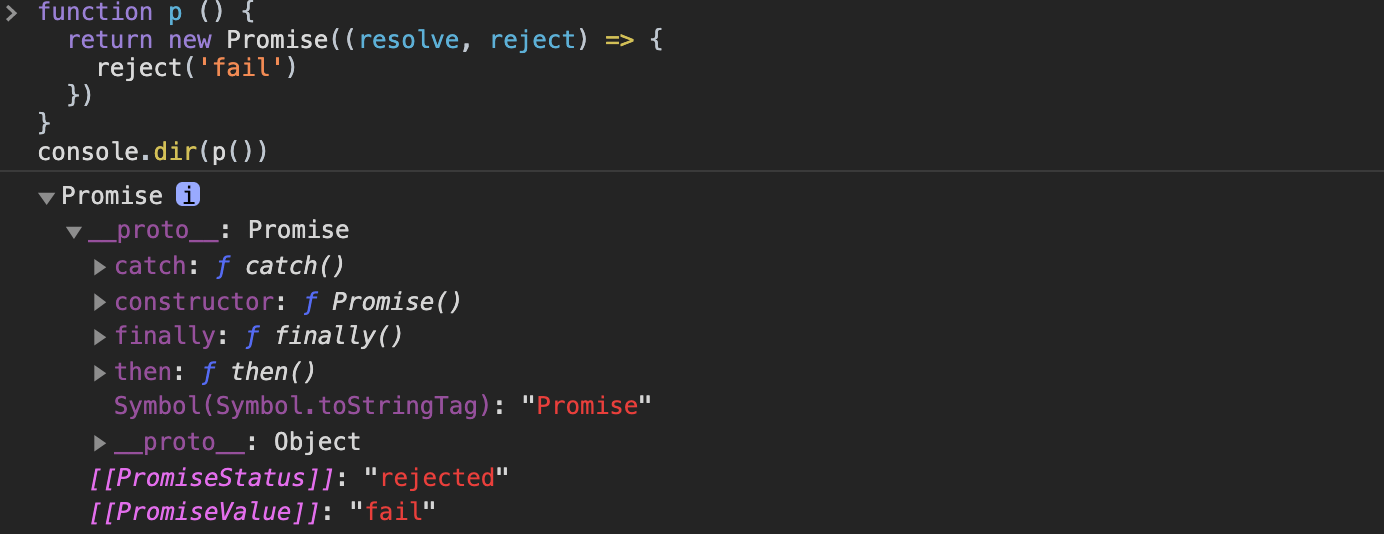 > function p () {
return new Promise((resolve, reject) => {
reject('fail')
})
}
console.dir(p())
▼Promise i
▼__proto__: Promise
▶catch: ƒ catch()
▶constructor: ƒ Promise()
▶finally: ƒ finally()
▶then: ƒ then()
Symbol(Symbol.toStringTag): "Promise"
▶__proto__: Object
[[PromiseStatus]]: "rejected"
[[PromiseValue]]: "fail"